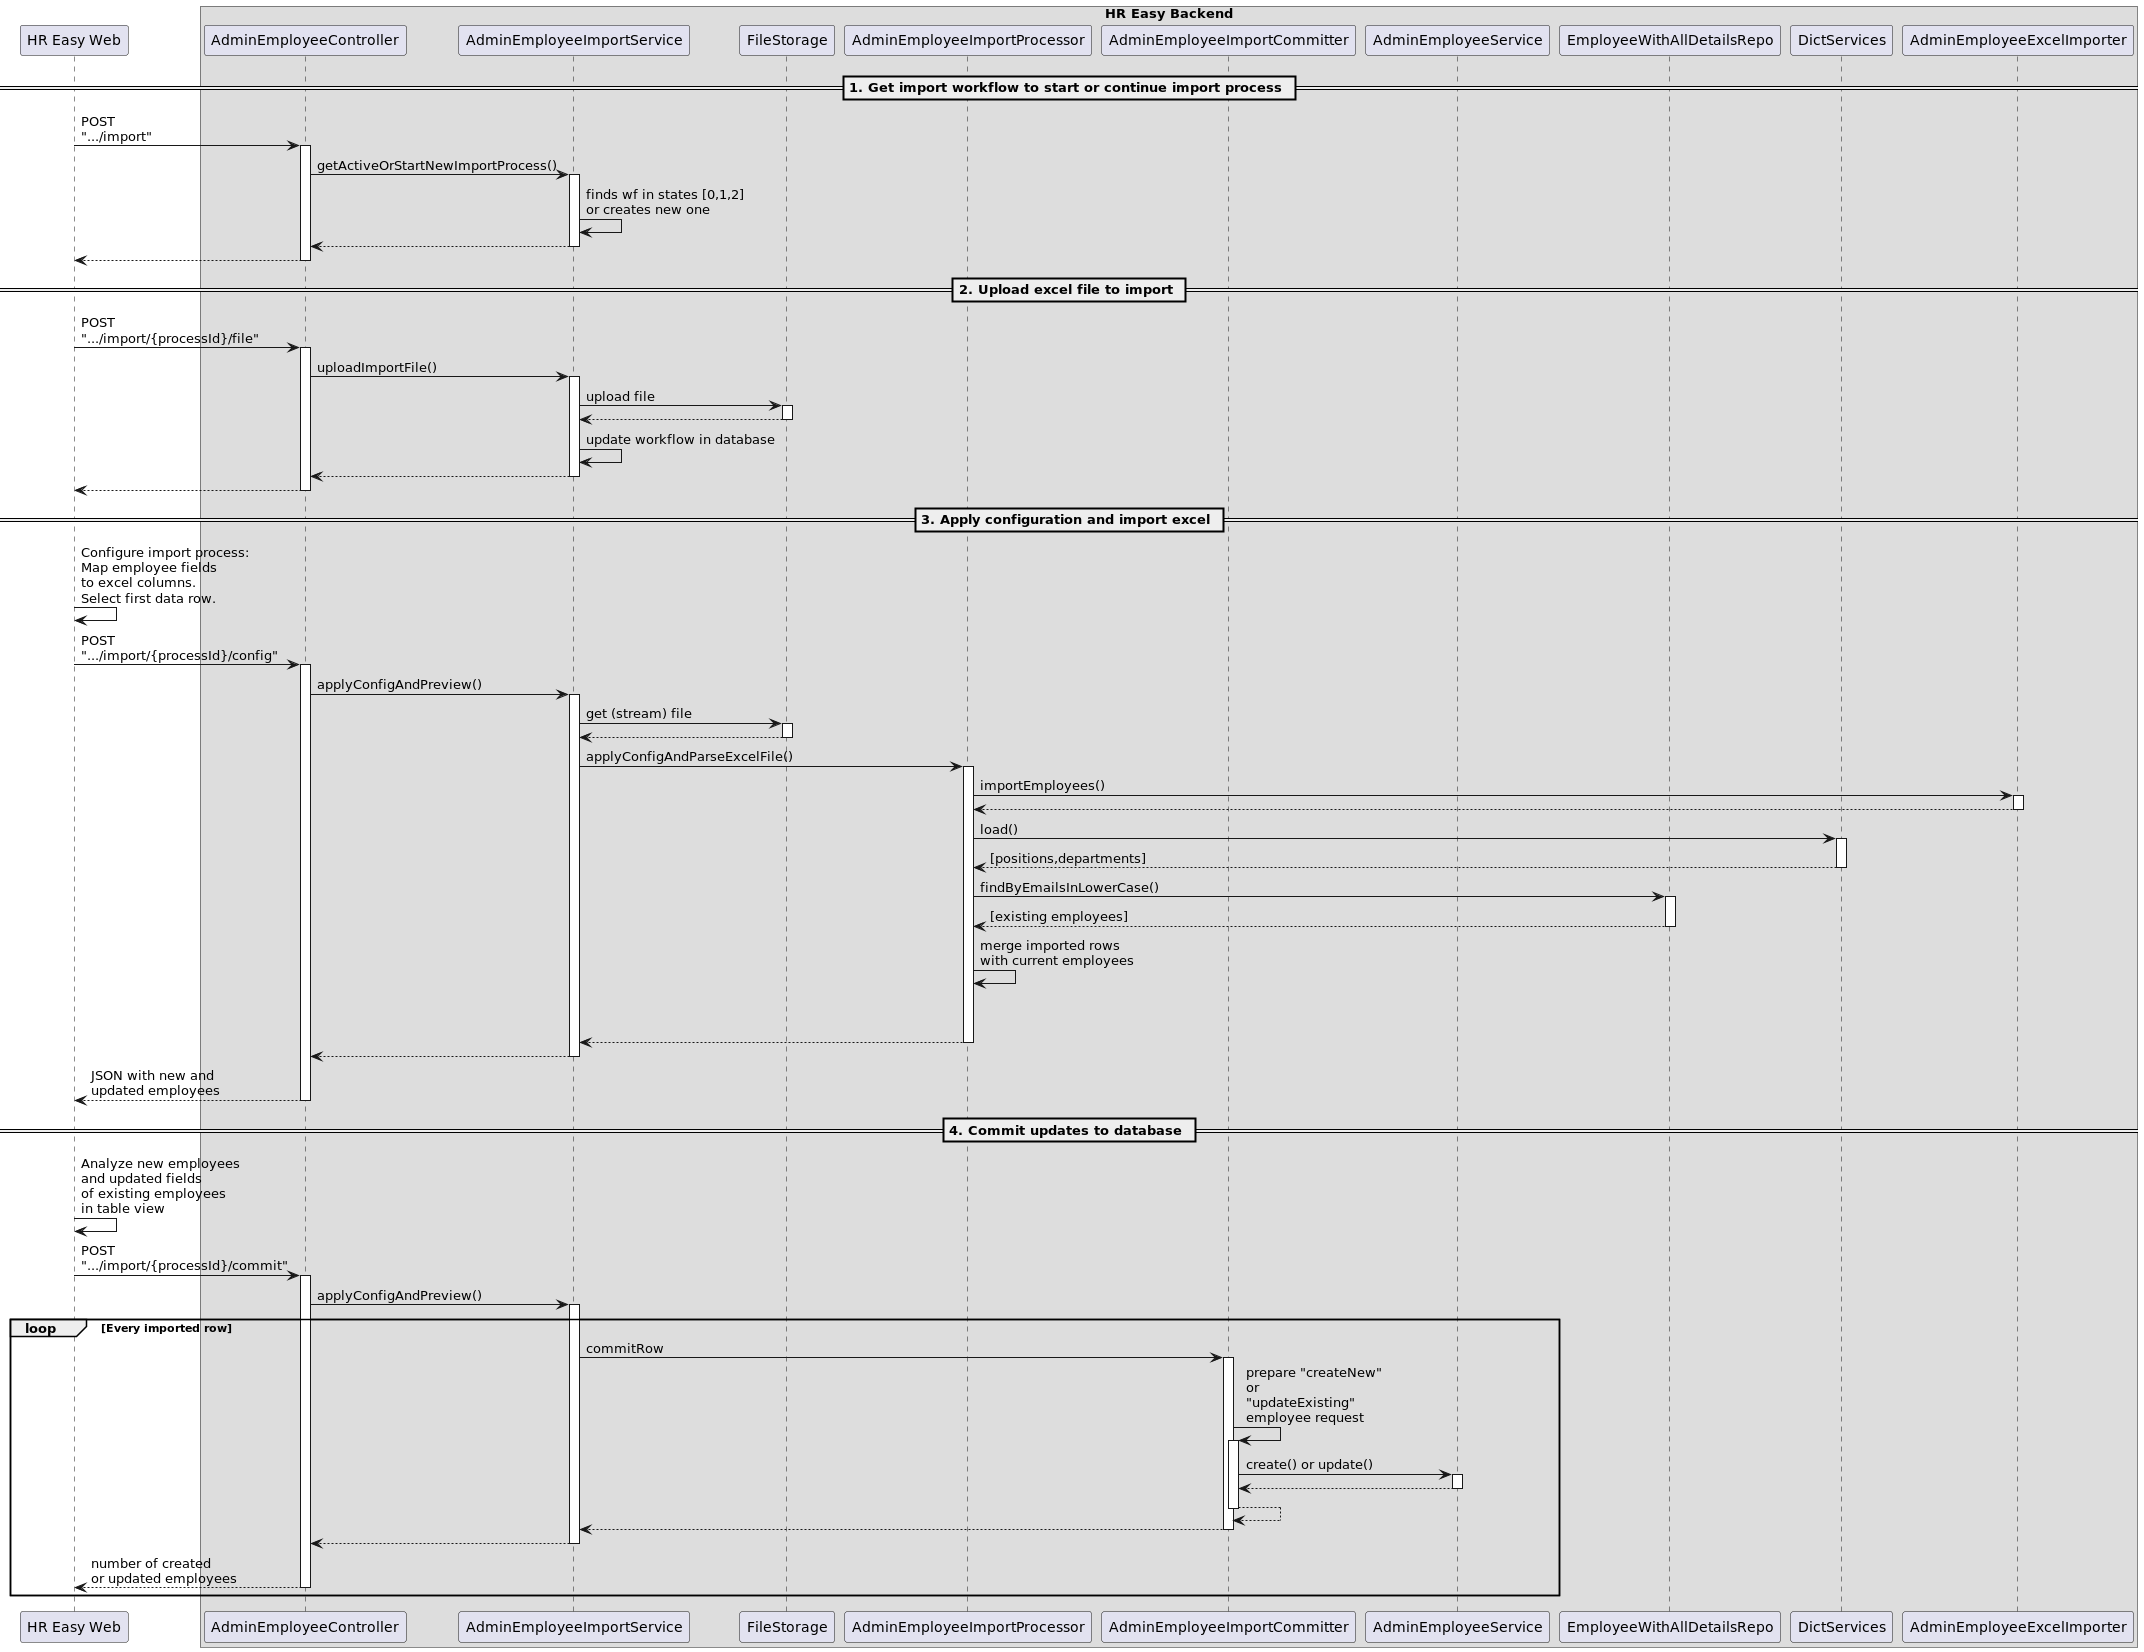 HR Easy Backend
HR Easy Web
AdminEmployeeController
AdminEmployeeImportService
FileStorage
AdminEmployeeImportProcessor
AdminEmployeeImportCommitter
AdminEmployeeService
EmployeeWithAllDetailsRepo
DictServices
AdminEmployeeExcelImporter
1. Get import workflow to start or continue import process
POST
".../import"
getActiveOrStartNewImportProcess()
finds wf in states [0,1,2]
or creates new one
2. Upload excel file to import
POST
".../import/{processId}/file"
uploadImportFile()
upload file
update workflow in database
3. Apply configuration and import excel
Configure import process:
Map employee fields
to excel columns.
Select first data row.
POST
".../import/{processId}/config"
applyConfigAndPreview()
get (stream) file
applyConfigAndParseExcelFile()
importEmployees()
load()
[positions,departments]
findByEmailsInLowerCase()
[existing employees]
merge imported rows
with current employees
JSON with new and
updated employees
4. Commit updates to database
Analyze new employees
and updated fields
of existing employees
in table view
POST
".../import/{processId}/commit"
applyConfigAndPreview()
loop
[Every imported row]
commitRow
prepare "createNew"
or
"updateExisting"
employee request
create() or update()
number of created
or updated employees
HR Easy Web
AdminEmployeeController
AdminEmployeeImportService
FileStorage
AdminEmployeeImportProcessor
AdminEmployeeImportCommitter
AdminEmployeeService
EmployeeWithAllDetailsRepo
DictServices
AdminEmployeeExcelImporter